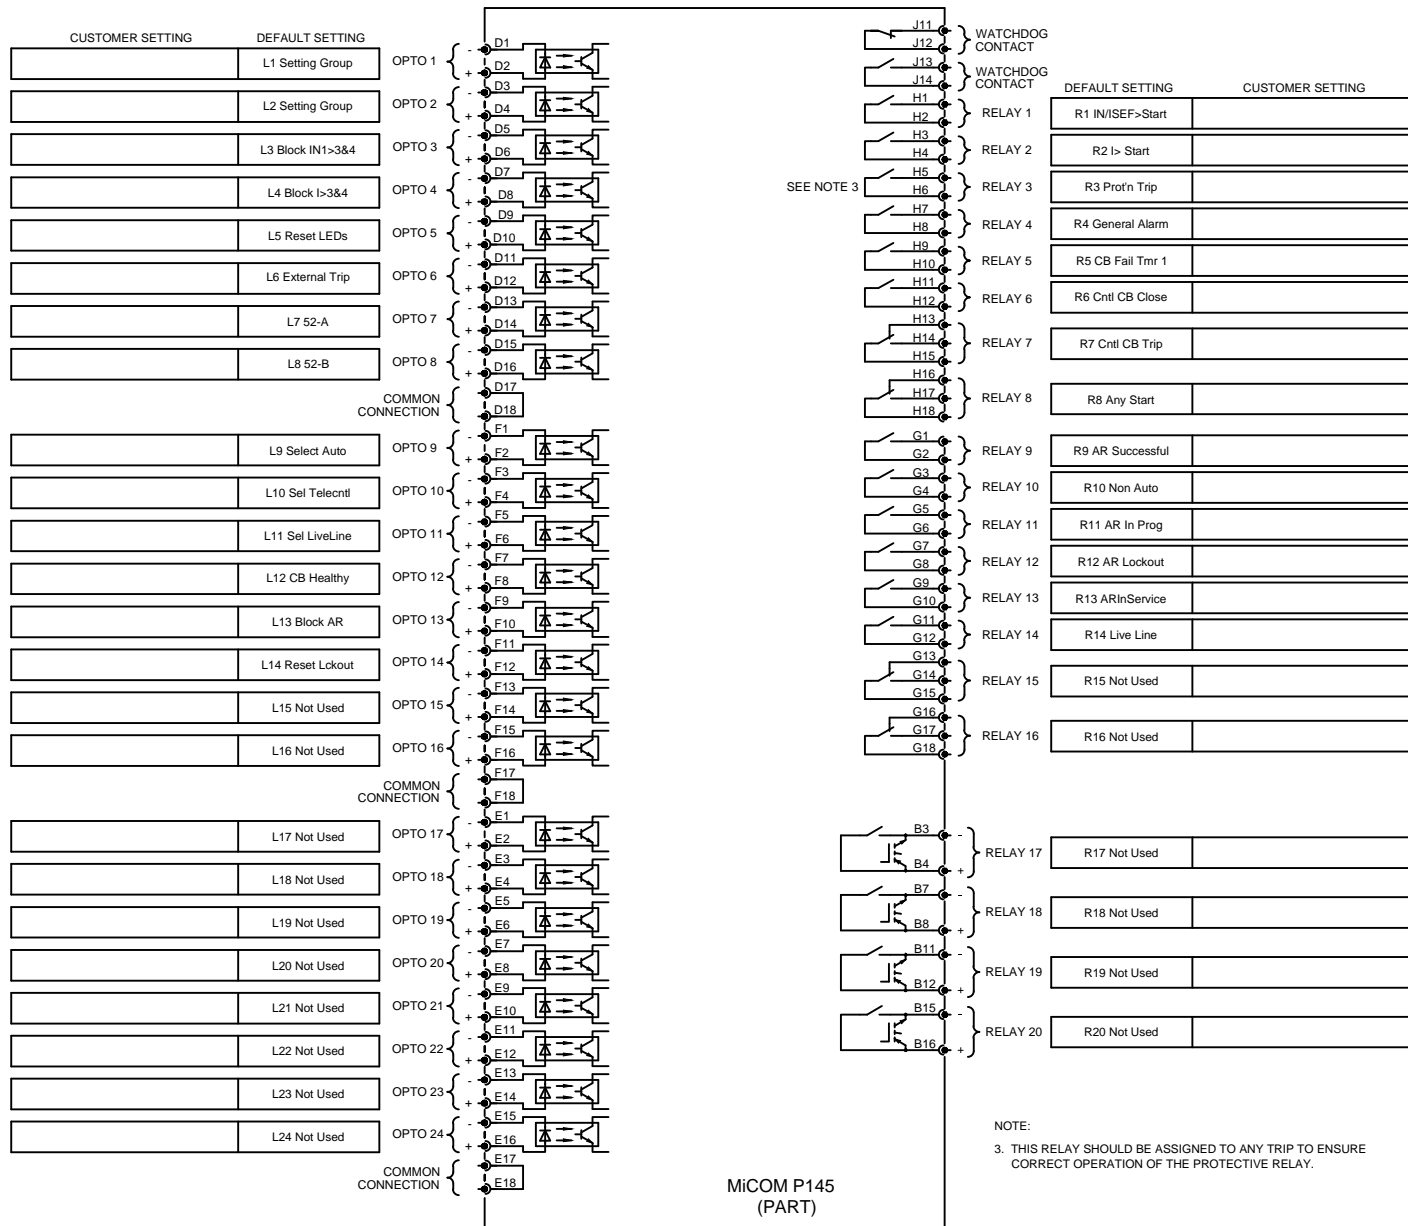 CUSTOMER SETTING DEFAULT SETTING
L1 Setting Group OPTO 1 - D1
+ D2
L2 Setting Group OPTO 2 - D3
+ D4
L3 Block IN1>3&4 OPTO 3 - D5
+ D6
L4 Block I>3&4 OPTO 4 - D7
+ D8
L5 Reset LEDs OPTO 5 - D9
+ D10
L6 External Trip OPTO 6 - D11
+ D12
L7 52-A OPTO 7 - D13
+ D14
L8 52-B OPTO 8 - D15
+ D16
COMMON CONNECTION D17
D18
L9 Select Auto OPTO 9 - F1
+ F2
L10 Sel Telecntl OPTO 10 - F3
+ F4
L11 Sel LiveLine OPTO 11 - F5
+ F6
L12 CB Healthy OPTO 12 - F7
+ F8
L13 Block AR OPTO 13 - F9
+ F10
L14 Reset Lckout OPTO 14 - F11
+ F12
L15 Not Used OPTO 15 - F13
+ F14
L16 Not Used OPTO 16 - F15
+ F16
COMMON CONNECTION F17
F18
L17 Not Used OPTO 17 - E1
+ E2
L18 Not Used OPTO 18 - E3
+ E4
L19 Not Used OPTO 19 - E5
+ E6
L20 Not Used OPTO 20 - E7
+ E8
L21 Not Used OPTO 21 - E9
+ E10
L22 Not Used OPTO 22 - E11
+ E12
L23 Not Used OPTO 23 - E13
+ E14
L24 Not Used OPTO 24 - E15
+ E16
COMMON CONNECTION E17
E18
J11 WATCHDOG
J12 CONTACT
J13 WATCHDOG
J14 CONTACT
DEFAULT SETTING CUSTOMER SETTING
H1 RELAY 1 R1 IN/ISEF>Start
H2
H3 RELAY 2 R2 I> Start
H4
SEE NOTE 3 H5 RELAY 3 R3 Prot'n Trip
H6
H7 RELAY 4 R4 General Alarm
H8
H9 RELAY 5 R5 CB Fail Tmr 1
H10
H11 RELAY 6 R6 Cntl CB Close
H12
H13
H14 RELAY 7 R7 Cntl CB Trip
H15
H16
H17 RELAY 8 R8 Any Start
H18
G1 RELAY 9 R9 AR Successful
G2
G3 RELAY 10 R10 Non Auto
G4
G5 RELAY 11 R11 AR In Prog
G6
G7 RELAY 12 R12 AR Lockout
G8
G9 RELAY 13 R13 ARInService
G10
G11 RELAY 14 R14 Live Line
G12
G13
G14 RELAY 15 R15 Not Used
G15
G16
G17 RELAY 16 R16 Not Used
G18
B3 - RELAY 17 R17 Not Used
B4 +
B7 - RELAY 18 R18 Not Used
B8 +
B11 - RELAY 19 R19 Not Used
B12 +
B15 - RELAY 20 R20 Not Used
B16 +
NOTE:
3. THIS RELAY SHOULD BE ASSIGNED TO ANY TRIP TO ENSURE
CORRECT OPERATION OF THE PROTECTIVE RELAY.
MiCOM P145
(PART)